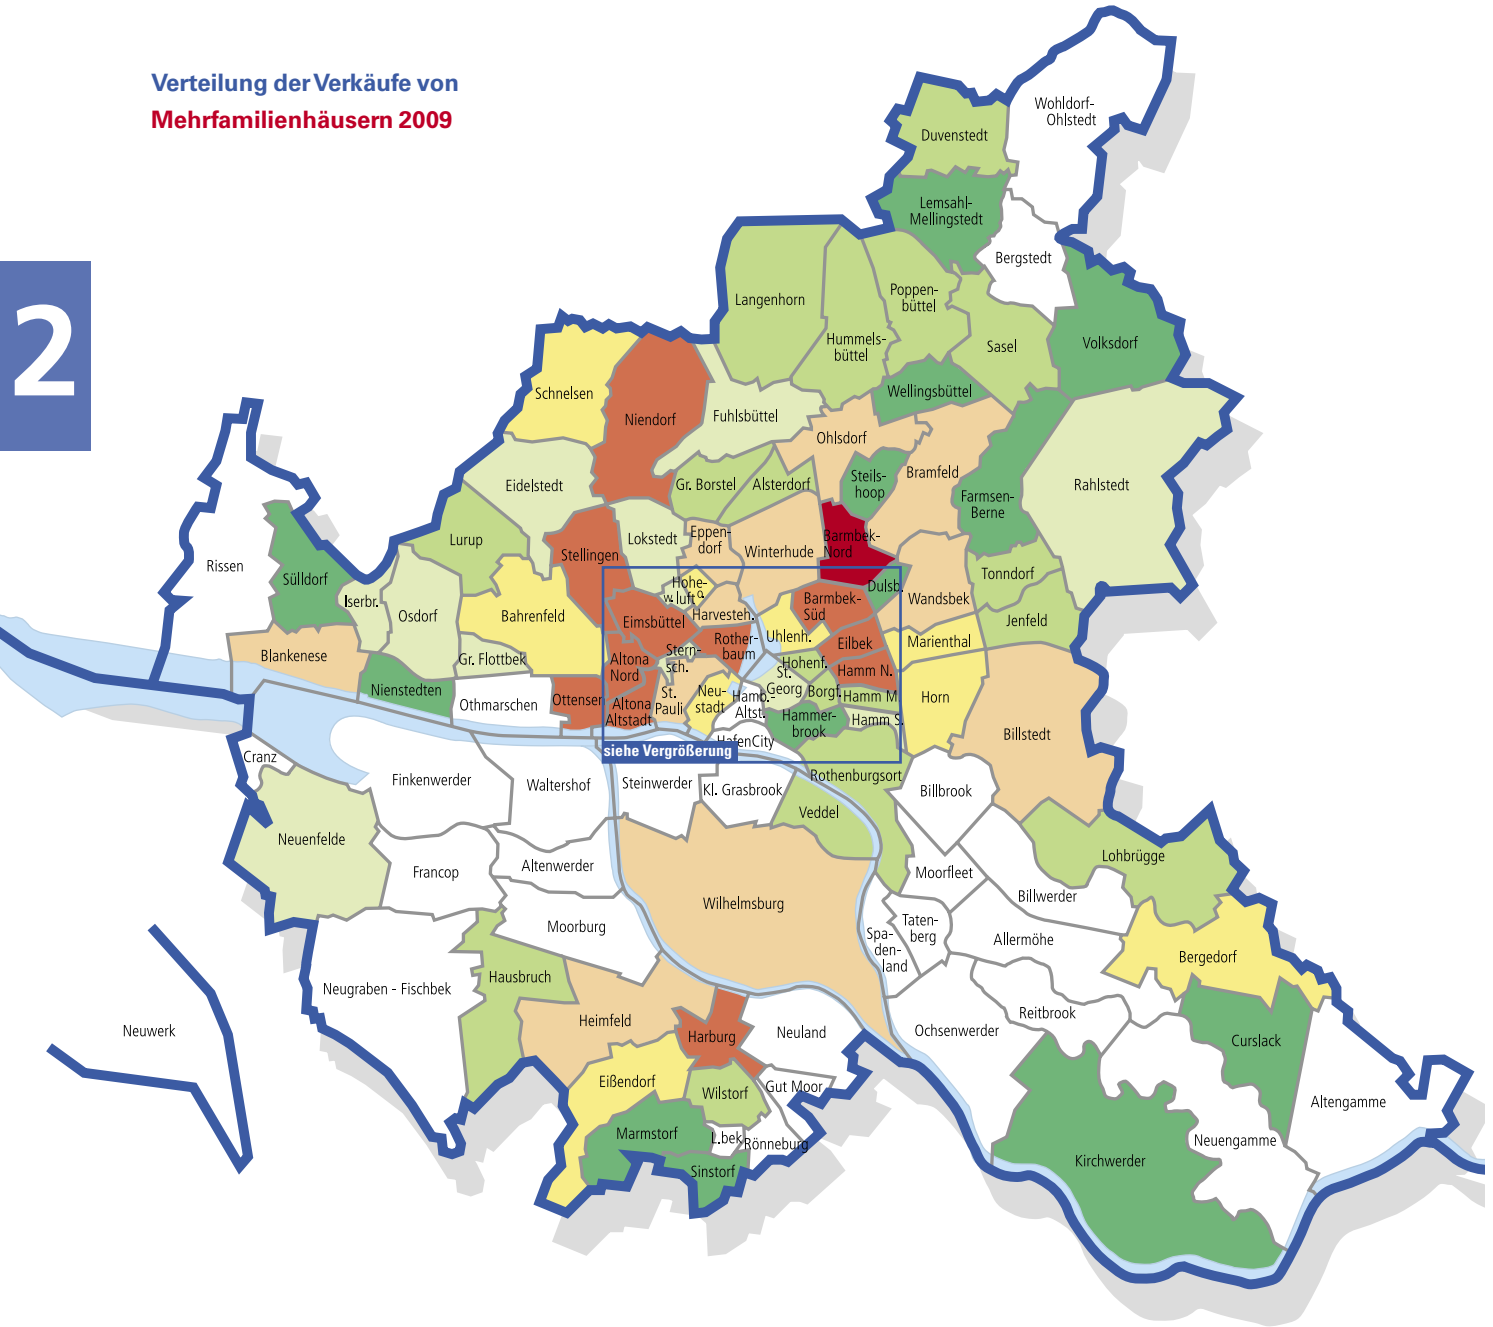 Verteilung der Verkäufe von
Mehrfamilienhäusern 2009
2
Wohldorf-
Ohlstedt
Duvenstedt
Lemsahl-
Mellingstedt
Bergstedt
Langenhorn
Poppen-
büttel
Hummels-
büttel
Sasel
Volksdorf
Schnelsen
Niendorf
Fuhlsbüttel
Wellingsbüttel
Ohlsdorf
Bramfeld
Steils-
hoop
Farmsen-
Berne
Rahlstedt
Eidelstedt
Gr. Borstel
Alsterdorf
Lurup
Stellingen
Lokstedt
Eppen-
dorf
Winterhude
Barmbek-
Nord
Rissen
Sülldorf
Iserbr.
Osdorf
Bahrenfeld
Hohe-
w.luft o.
Dulsb.
Tonndorf
Wandsbek
Jenfeld
Eimsbüttel
Harvesteh.
Barmbek-
Süd
Uhlenh.
Eilbek
Marienthal
Blankenese
Gr. Flottbek
Altona
Nord
Stern-
sch.
Rother-
baum
Hohenf.
Hamm N.
Nienstedten
Othmarschen
Ottensen
Altona
Altstadt
St.
Pauli
Neu-
stadt
Hamb.-
Altst.
St.
Georg
Borgf.
Hamm M.
Horn
Hammer-
brook
Hamm S.
Billstedt
HafenCity
siehe Vergrößerung
Cranz
Finkenwerder
Waltershof
Steinwerder
Kl. Grasbrook
Rothenburgsort
Billbrook
Veddel
Neuenfelde
Francop
Altenwerder
Moorfleet
Lohbrügge
Billwerder
Wilhelmsburg
Moorburg
Spa-
den-
land
Taten-
berg
Allermöhe
Bergedorf
Hausbruch
Neugraben - Fischbek
Heimfeld
Harburg
Neuland
Ochsenwerder
Reitbrook
Neuwerk
Curslack
Eißendorf
Wilstorf
Gut Moor
Altengamme
Marmstorf
L.bek
Rönneburg
Neuengamme
Sinstorf
Kirchwerder